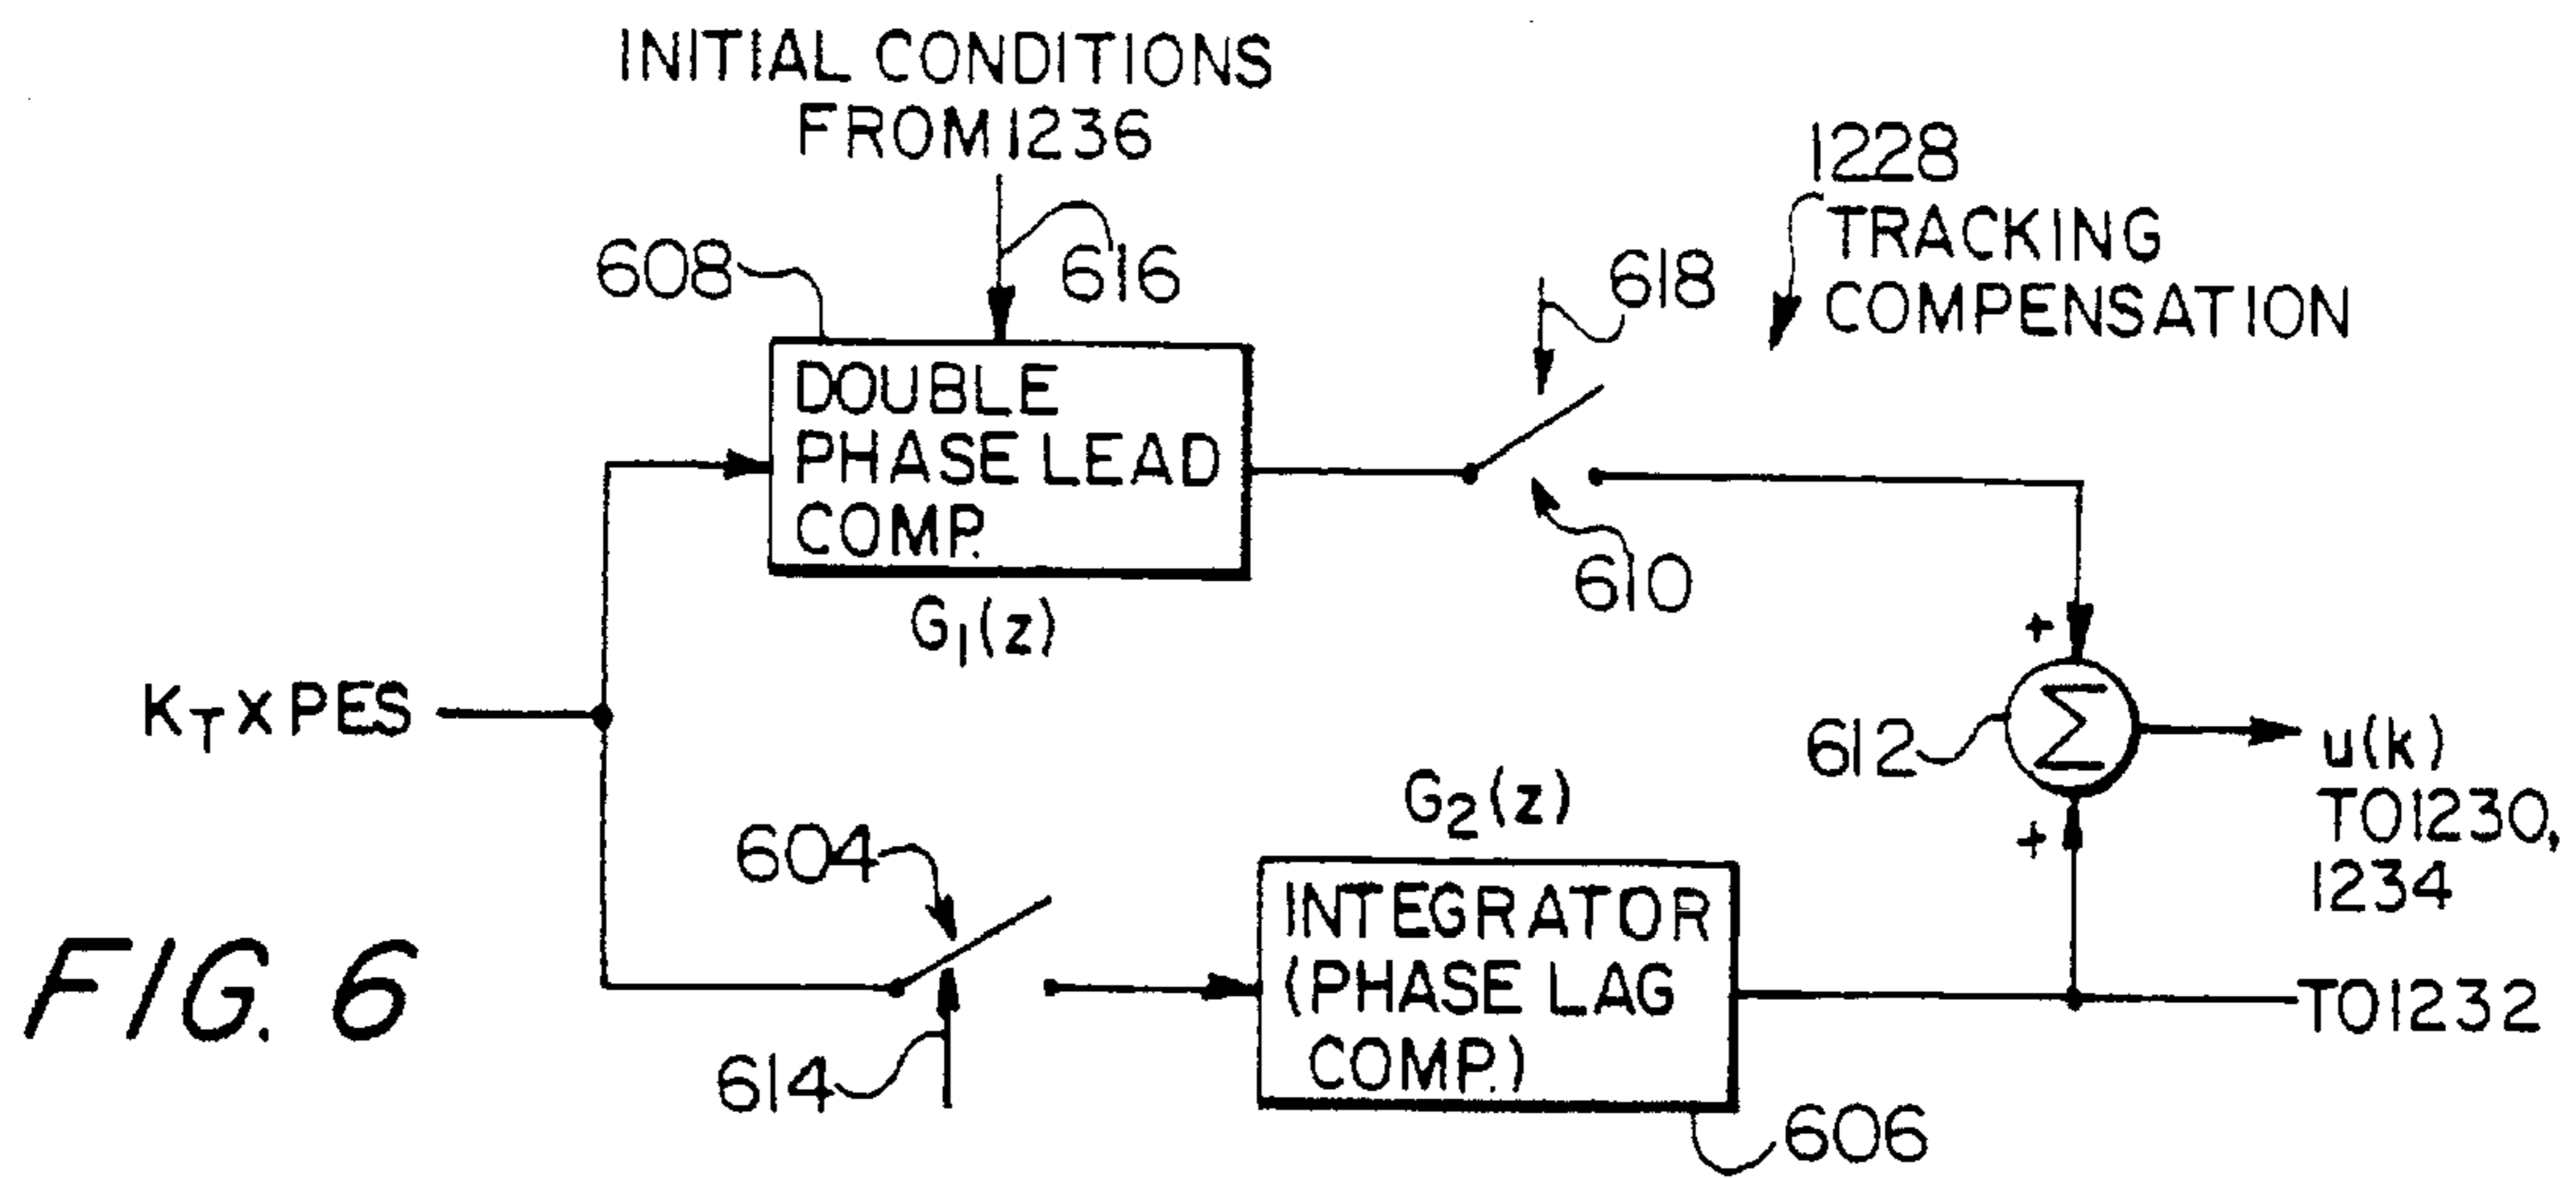 INITIAL CONDITIONS
FROM 1236
1228
TRACKING
COMPENSATION
608
616
618
DOUBLE
PHASE LEAD
COMP.
610
G₁(z)
K_T X PES
+
612
Σ
u(k)
TO 1230,
1234
+
G₂(z)
604
INTEGRATOR
(PHASE LAG
COMP.)
TO 1232
614
606
FIG. 6